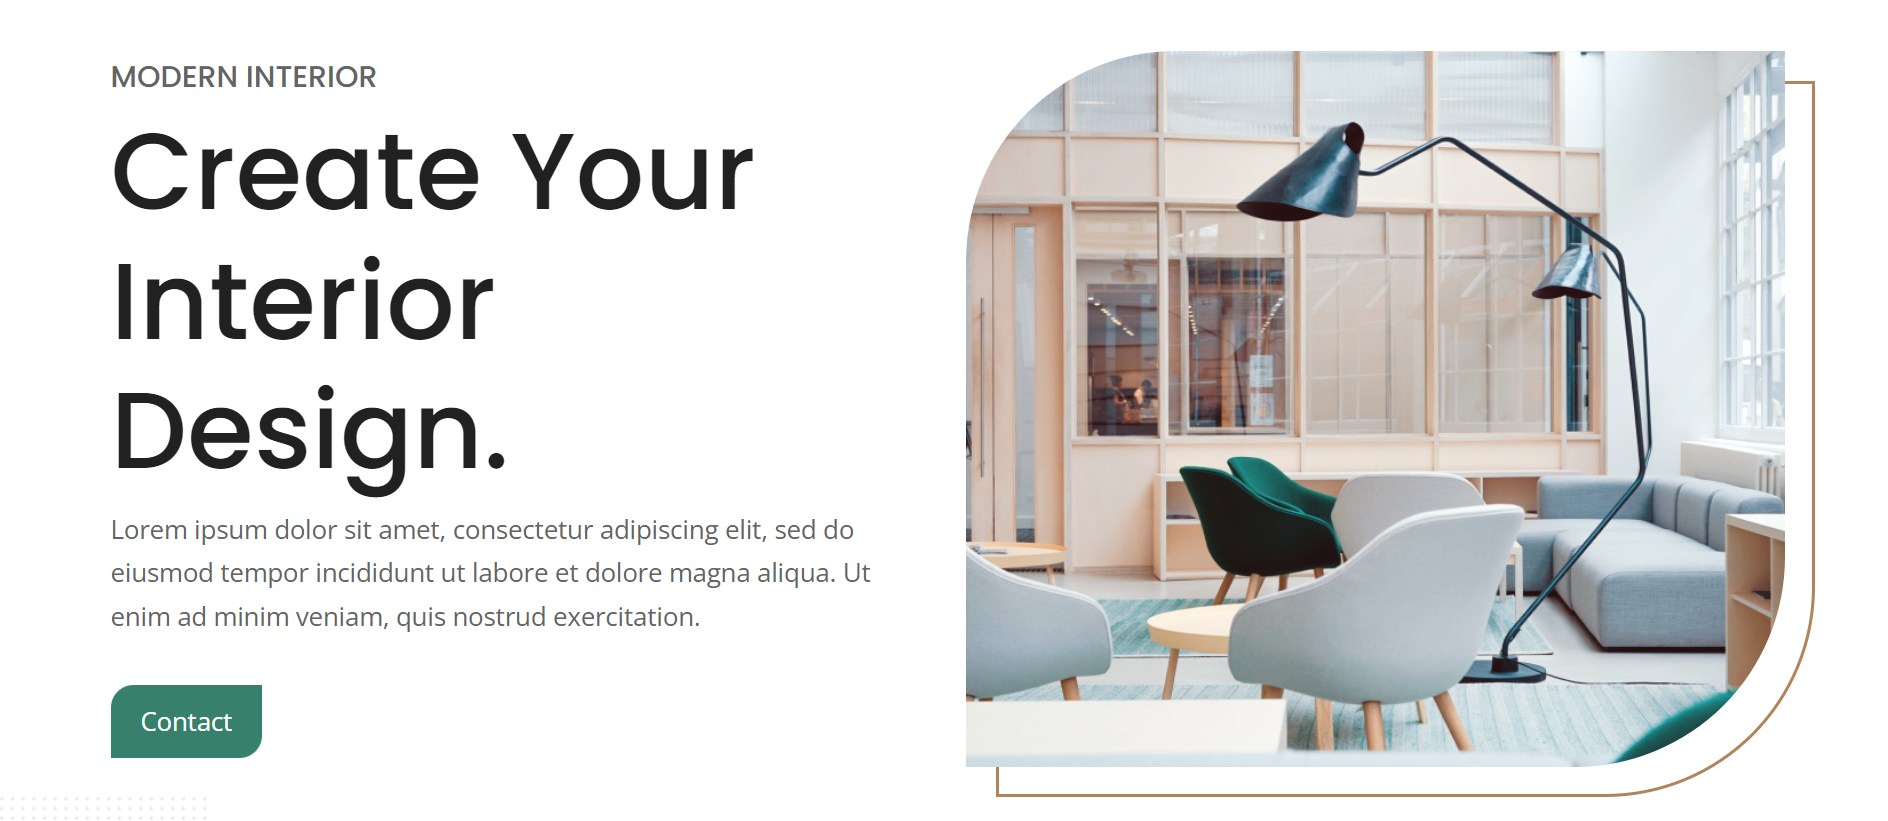 MODERN INTERIOR
Create Your
Interior
Design.
Lorem ipsum dolor sit amet, consectetur adipiscing elit, sed do
eiusmod tempor incididunt ut labore et dolore magna aliqua. Ut
enim ad minim veniam, quis nostrud exercitation.
Contact